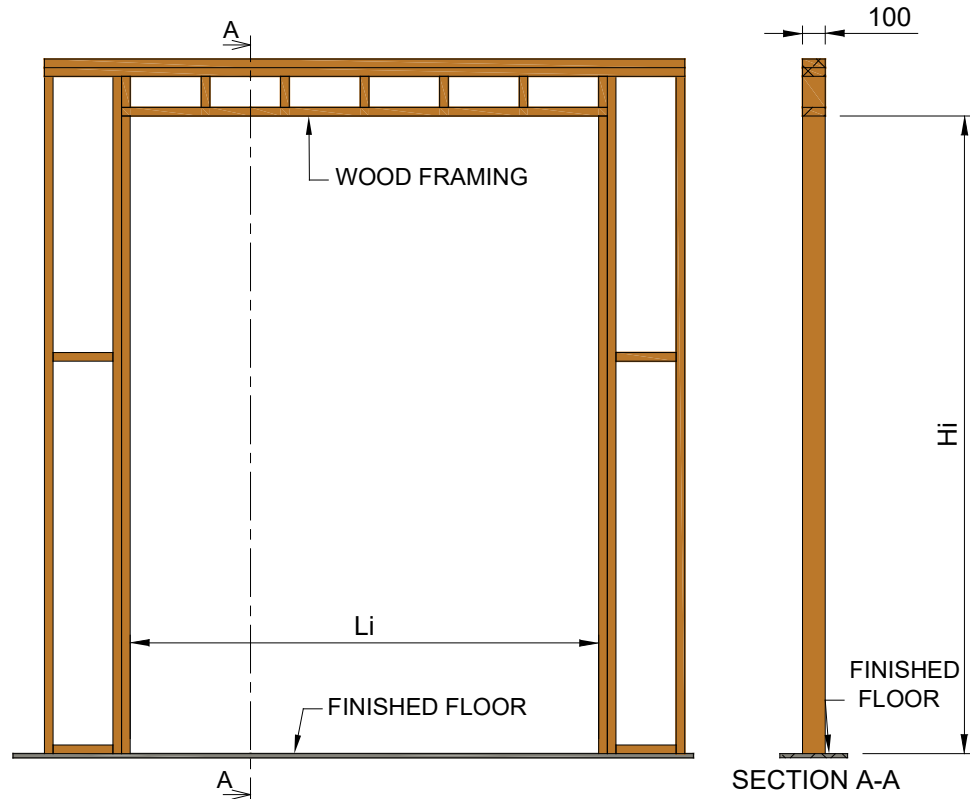 A
100
WOOD FRAMING
Hi
Li
FINISHED
FLOOR
FINISHED FLOOR
A
SECTION A-A